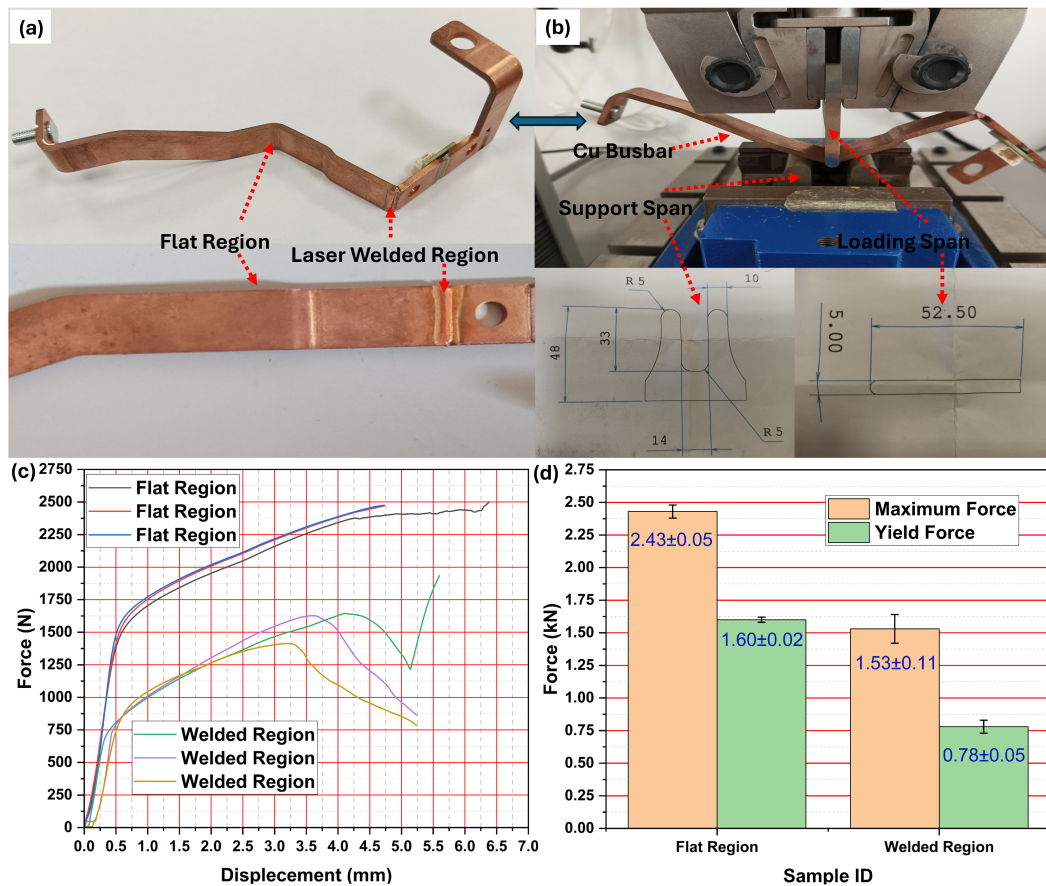 (a)
Flat Region
Laser Welded Region
(b)
Cu Busbar
Support Span
Loading Span
R 5
10
48
33
14
R 5
5.00
52.50
(c)
Force (N)
2750
2500
2250
2000
1750
1500
1250
1000
750
500
250
0
Flat Region
Flat Region
Flat Region
Welded Region
Welded Region
Welded Region
0.0 0.5 1.0 1.5 2.0 2.5 3.0 3.5 4.0 4.5 5.0 5.5 6.0 6.5 7.0
Displecement (mm)
(d)
Force (kN)
2.75
2.50
2.25
2.00
1.75
1.50
1.25
1.00
0.75
0.50
0.25
0.00
Maximum Force
Yield Force
2.43±0.05
1.60±0.02
1.53±0.11
0.78±0.05
Flat Region Welded Region
Sample ID